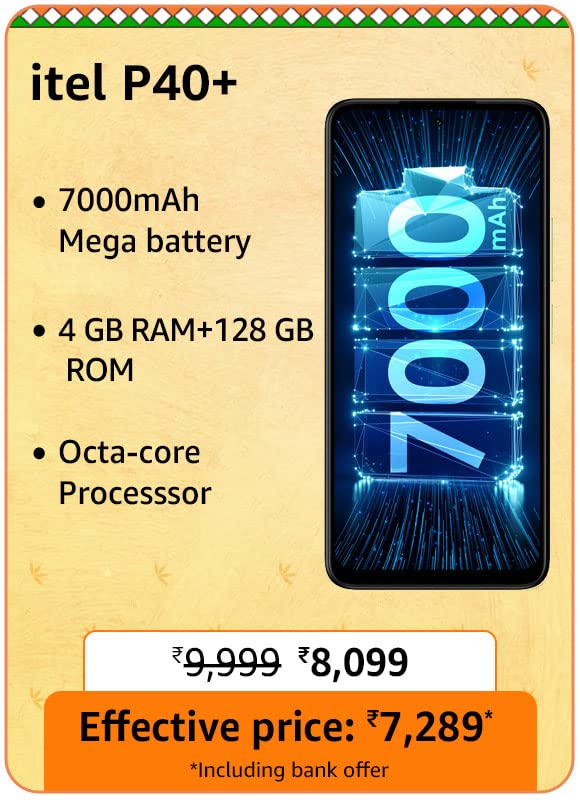 itel P40+
• 7000mAh
Mega battery
• 4 GB RAM+128 GB
ROM
• Octa-core
Processsor
7000 mAh
₹9,999 ₹8,099
Effective price: ₹7,289*
*Including bank offer